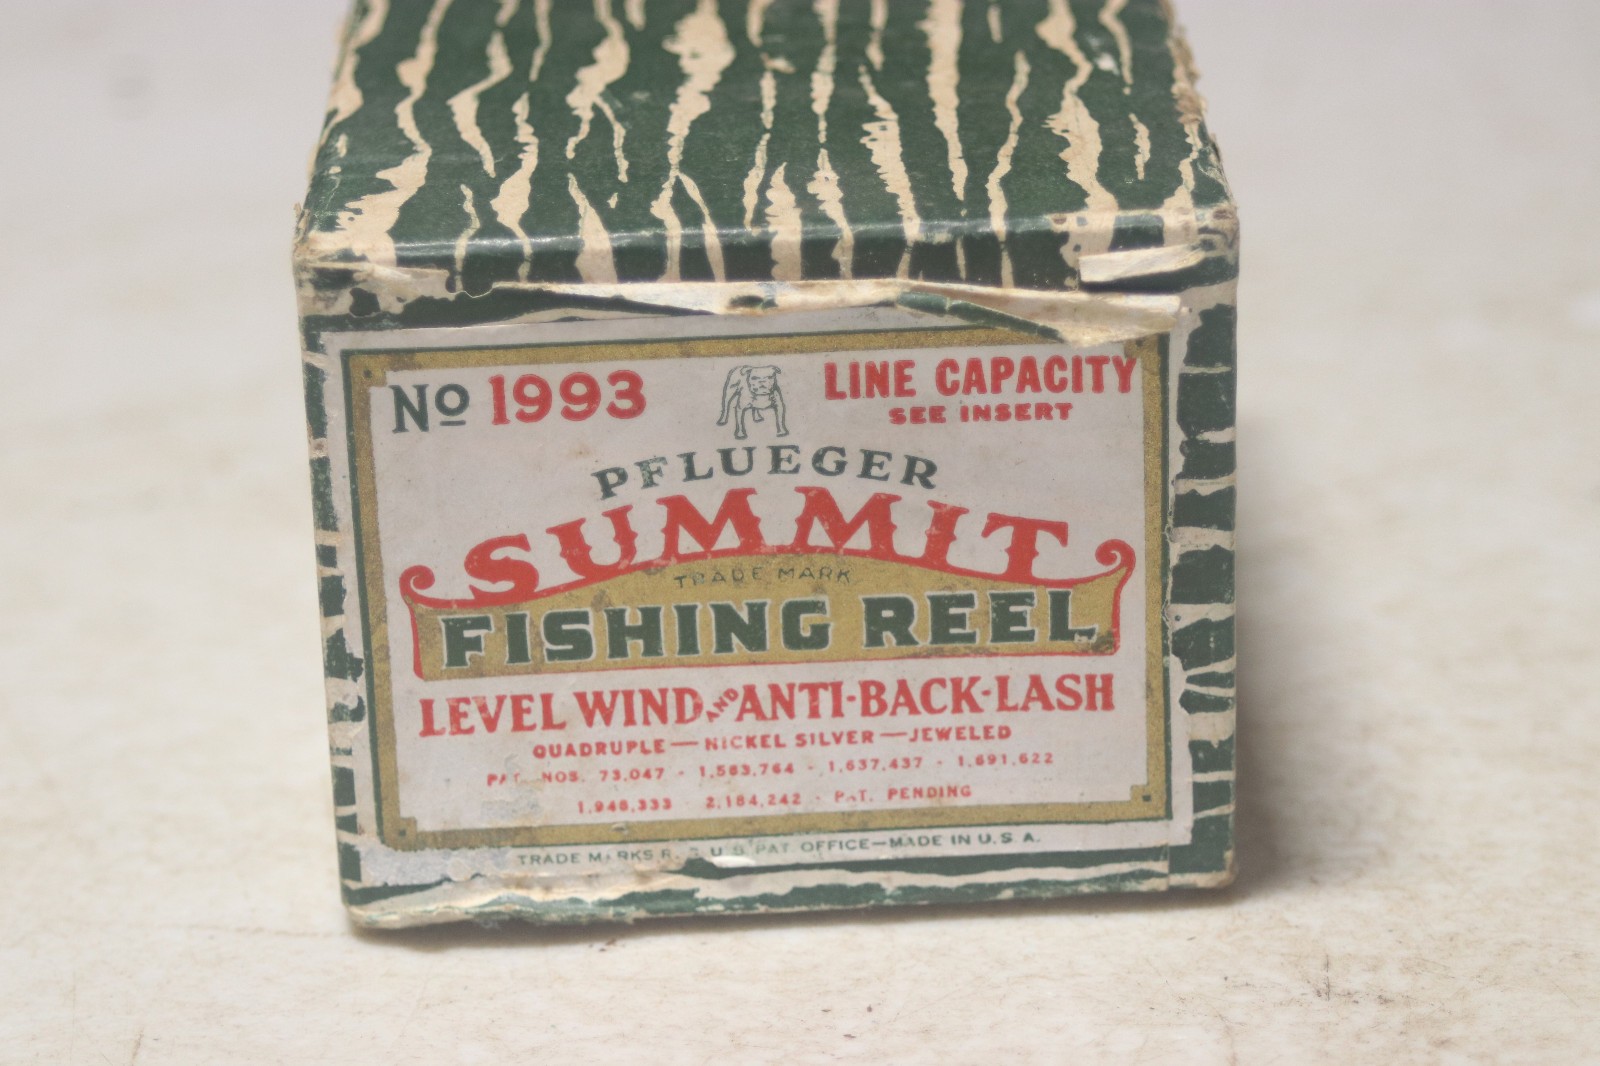 No 1993
LINE CAPACITY
SEE INSERT
PFLUEGER
SUMMIT
TRADE MARK
FISHING REEL
LEVEL WIND AND ANTI-BACK-LASH
QUADRUPLE — NICKEL SILVER — JEWELED
PAT. NOS. 73,047 - 1,563,764 - 1,637,437 - 1,691,622
1,946,333 2,184,242 - PAT. PENDING
TRADE MARKS U.S. PAT OFFICE—MADE IN U.S.A.